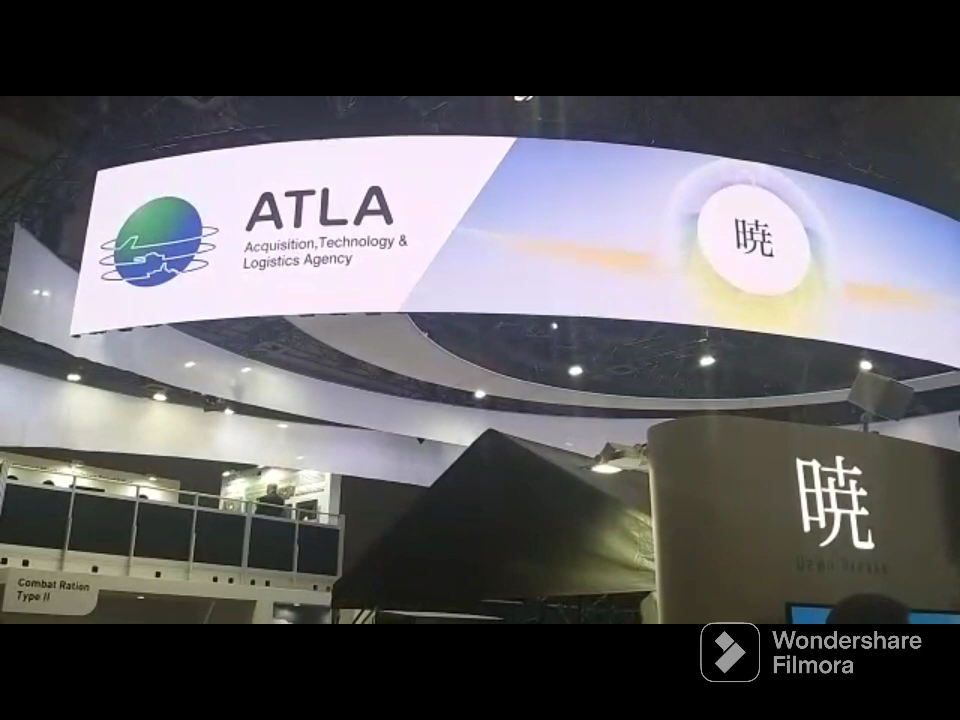 ATLA
Acquisition,Technology &
Logistics Agency
暁
暁
Combat Ration
Type II
Wondershare
Filmora